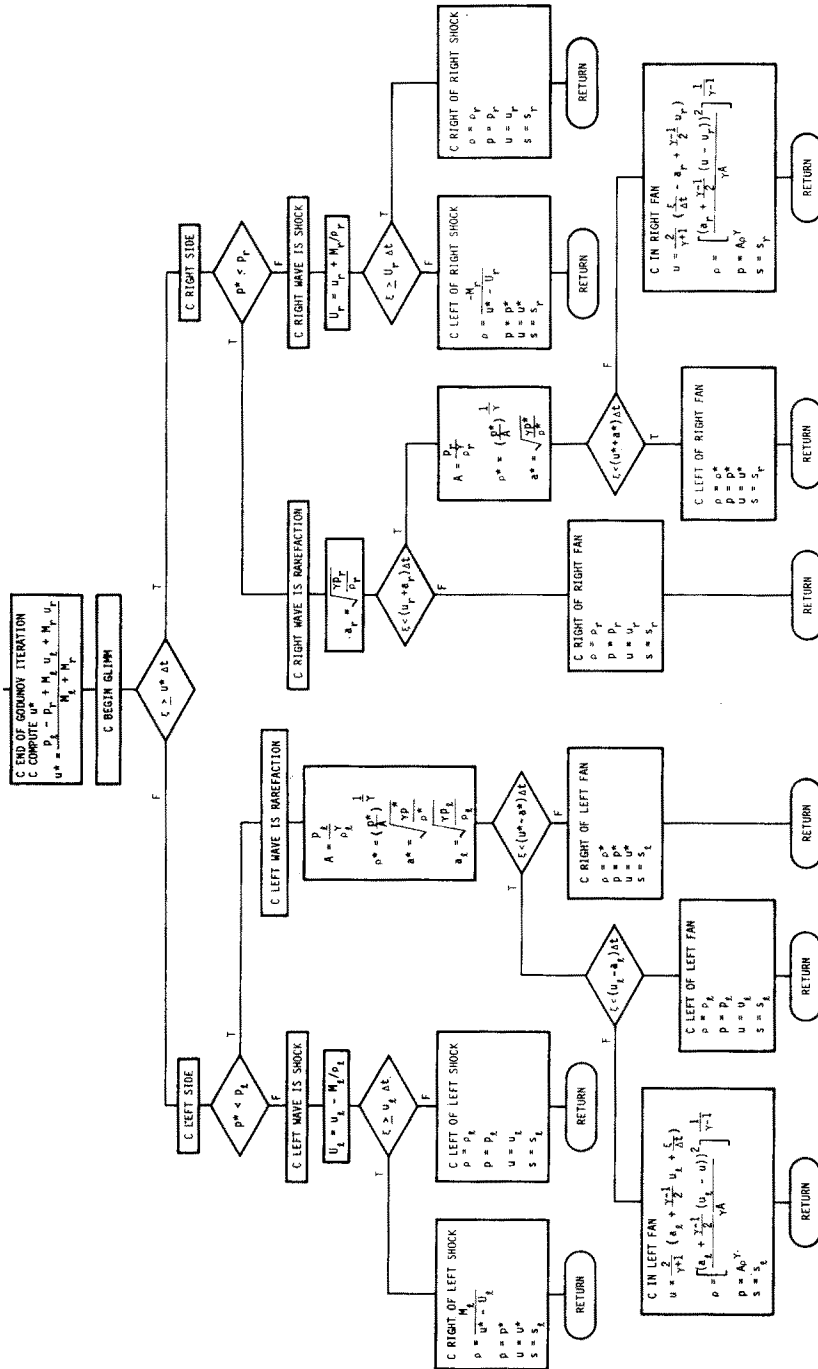 C END OF GODUNOV ITERATION
C COMPUTE u*
u* = (p_ℓ - p_r + M_ℓ u_ℓ + M_r u_r) / (M_ℓ + M_r)
C BEGIN GLIMM
ξ ≥ u* Δt
F
T
C LEFT SIDE
p* < p_ℓ
T
F
C LEFT WAVE IS SHOCK
U_ℓ = u_ℓ - M_ℓ/ρ_ℓ
ξ ≥ u_ℓ Δt
T
F
C RIGHT OF LEFT SHOCK
ρ = M_ℓ / (u* - U_ℓ)
p = p*
u = u*
s = s_ℓ
RETURN
C LEFT OF LEFT SHOCK
ρ = ρ_ℓ
p = p_ℓ
u = u_ℓ
s = s_ℓ
RETURN
C LEFT WAVE IS RAREFACTION
A = p_ℓ / ρ_ℓ^γ
ρ* = (p*/A)^(1/γ)
a* = √(γp*/ρ*)
a_ℓ = √(γp_ℓ/ρ_ℓ)
ξ<(u*-a*)Δt
T
F
C RIGHT OF LEFT FAN
ρ = ρ*
p = p*
u = u*
s = s_ℓ
RETURN
ξ<(u_ℓ-a_ℓ)Δt
F
T
C LEFT OF LEFT FAN
ρ = ρ_ℓ
p = p_ℓ
u = u_ℓ
s = s_ℓ
RETURN
C IN LEFT FAN
u = 2/(γ+1) (a_ℓ + (γ-1)/2 u_ℓ + ξ/Δt)
ρ = [(a_ℓ + (γ-1)/2 (u_ℓ - u))² / γA]^(1/(γ-1))
p = Aρ^γ
s = s_ℓ
RETURN
C RIGHT SIDE
p* < p_r
T
F
C RIGHT WAVE IS SHOCK
U_r = u_r + M_r/ρ_r
ξ ≥ U_r Δt
T
F
C RIGHT OF RIGHT SHOCK
ρ = ρ_r
p = p_r
u = u_r
s = s_r
RETURN
C LEFT OF RIGHT SHOCK
ρ = -M_r / (u* - U_r)
p = p*
u = u*
s = s_r
RETURN
C RIGHT WAVE IS RAREFACTION
a_r = √(γp_r/ρ_r)
ξ<(u_r+a_r)Δt
T
F
C RIGHT OF RIGHT FAN
ρ = ρ_r
p = p_r
u = u_r
s = s_r
RETURN
A = p_r / ρ_r^γ
ρ* = (p*/A)^(1/γ)
a* = √(γp*/ρ*)
ξ<(u*+a*)Δt
F
T
C LEFT OF RIGHT FAN
ρ = ρ*
p = p*
u = u*
s = s_r
RETURN
C IN RIGHT FAN
u = 2/(γ+1) (ξ/Δt - a_r + (γ-1)/2 u_r)
ρ = [(a_r + (γ-1)/2 (u - u_r))² / γA]^(1/(γ-1))
p = Aρ^γ
s = s_r
RETURN